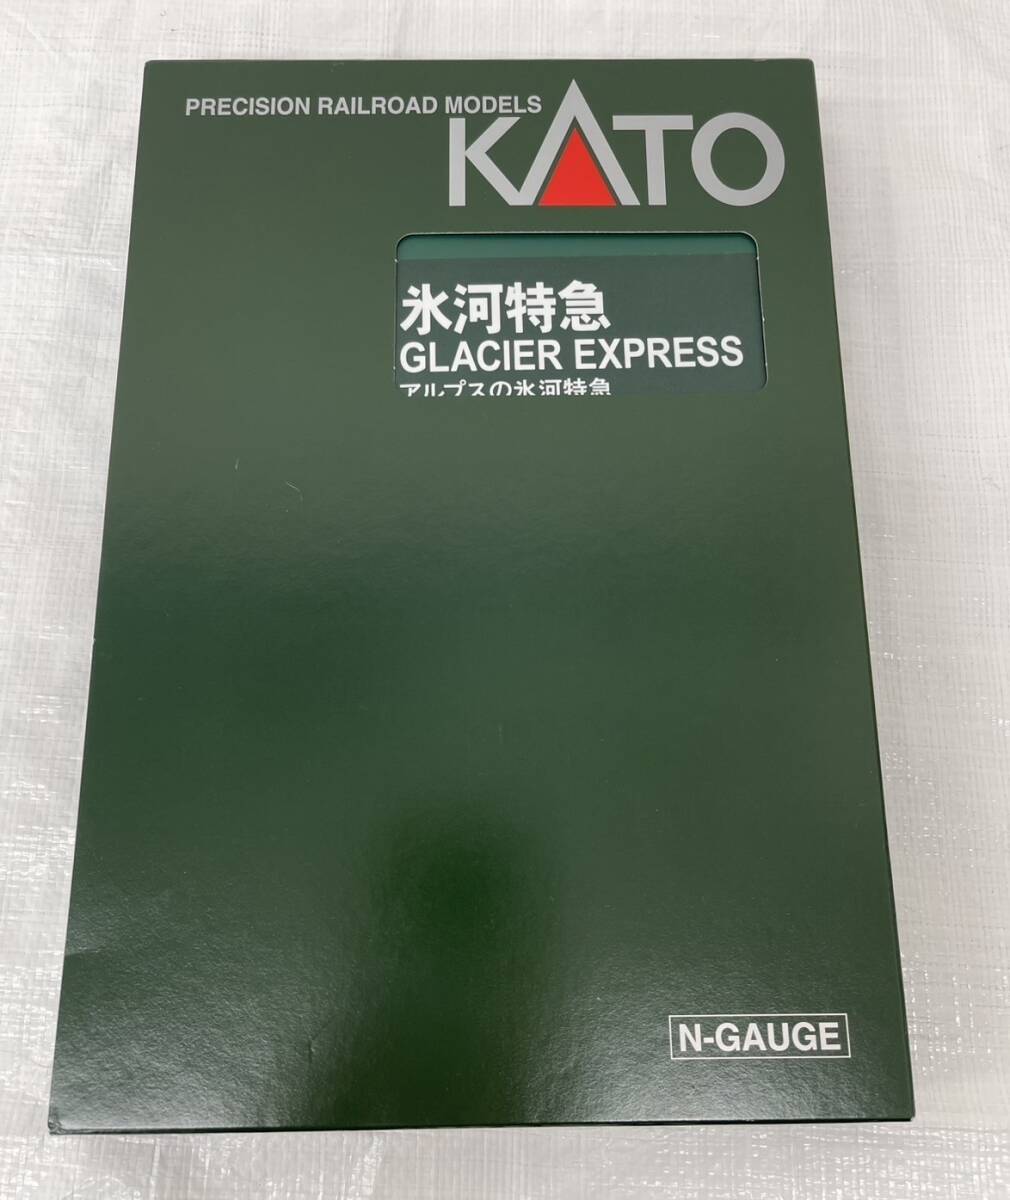 PRECISION RAILROAD MODELS
KATO
氷河特急
GLACIER EXPRESS
アルプスの氷河特急
N-GAUGE